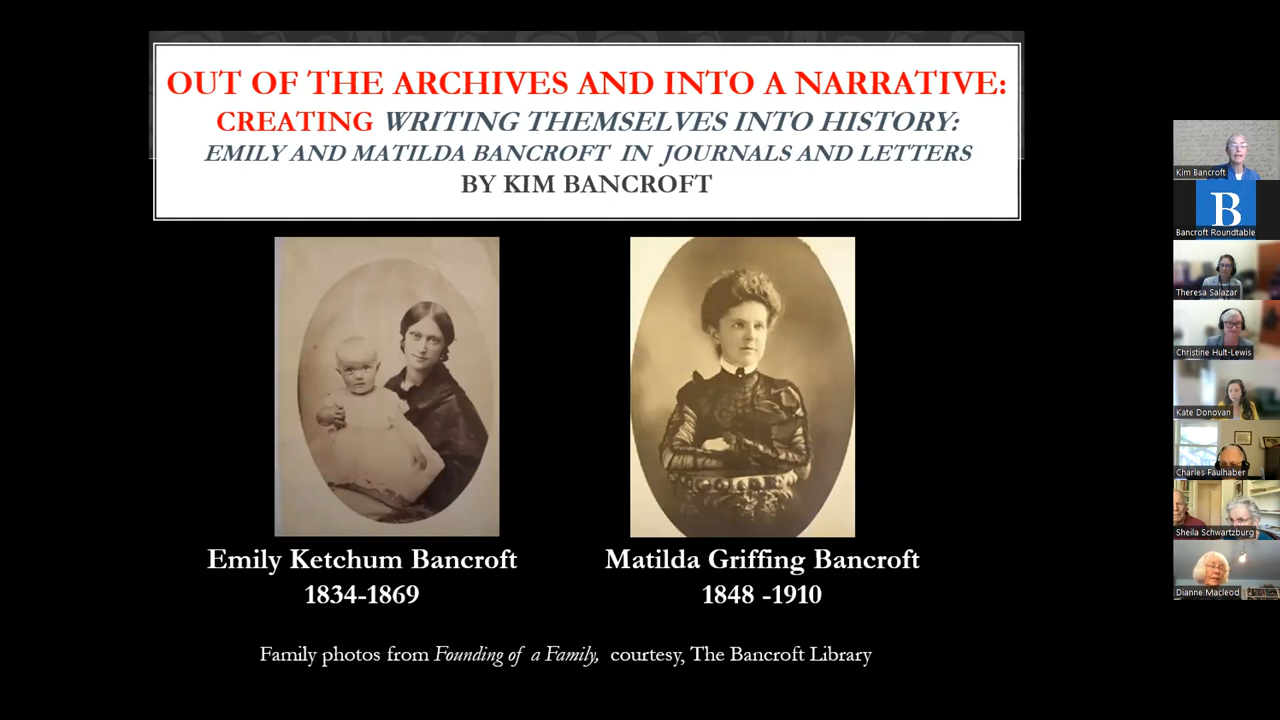 OUT OF THE ARCHIVES AND INTO A NARRATIVE:
CREATING WRITING THEMSELVES INTO HISTORY:
EMILY AND MATILDA BANCROFT IN JOURNALS AND LETTERS
BY KIM BANCROFT
Emily Ketchum Bancroft
1834-1869
Matilda Griffing Bancroft
1848 -1910
Family photos from Founding of a Family, courtesy, The Bancroft Library
Kim Bancroft
B
Bancroft Roundtable
Theresa Salazar
Christine Hult-Lewis
Kate Donovan
Charles Faulhaber
Sheila Schwartzburg
Dianne Macleod